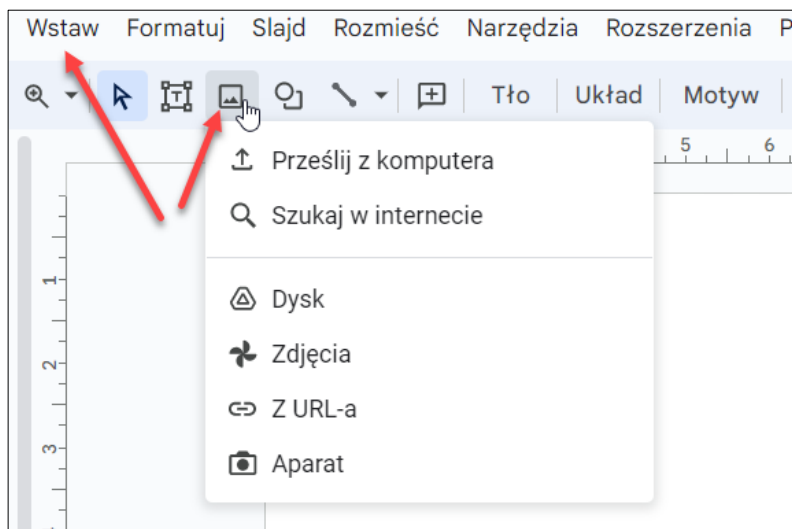 Wstaw Formatuj Slajd Rozmieść Narzędzia Rozszerzenia P
Tło Układ Motyw
5 6
Prześlij z komputera
Szukaj w internecie
1
Dysk
2
Zdjęcia
Z URL-a
3
Aparat